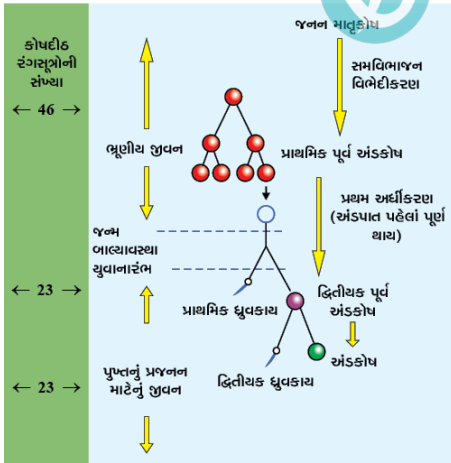 જનન માતૃકોષ
કોષદીઠ
રંગસૂત્રોની
સંખ્યા
સમવિભાજન
વિભેદીકરણ
← 46 →
ભ્રૂણીય જીવન
પ્રાથમિક પૂર્વ અંડકોષ
પ્રથમ અર્ધીકરણ
(અંડપાત પહેલાં પૂર્ણ
થાય)
જન્મ
બાલ્યાવસ્થા
યુવાનારંભ
← 23 →
પ્રાથમિક ધ્રુવકાય
દ્વિતીયક પૂર્વ
અંડકોષ
અંડકોષ
પુખ્તનું પ્રજનન
માટેનું જીવન
← 23 →
દ્વિતીયક ધ્રુવકાય